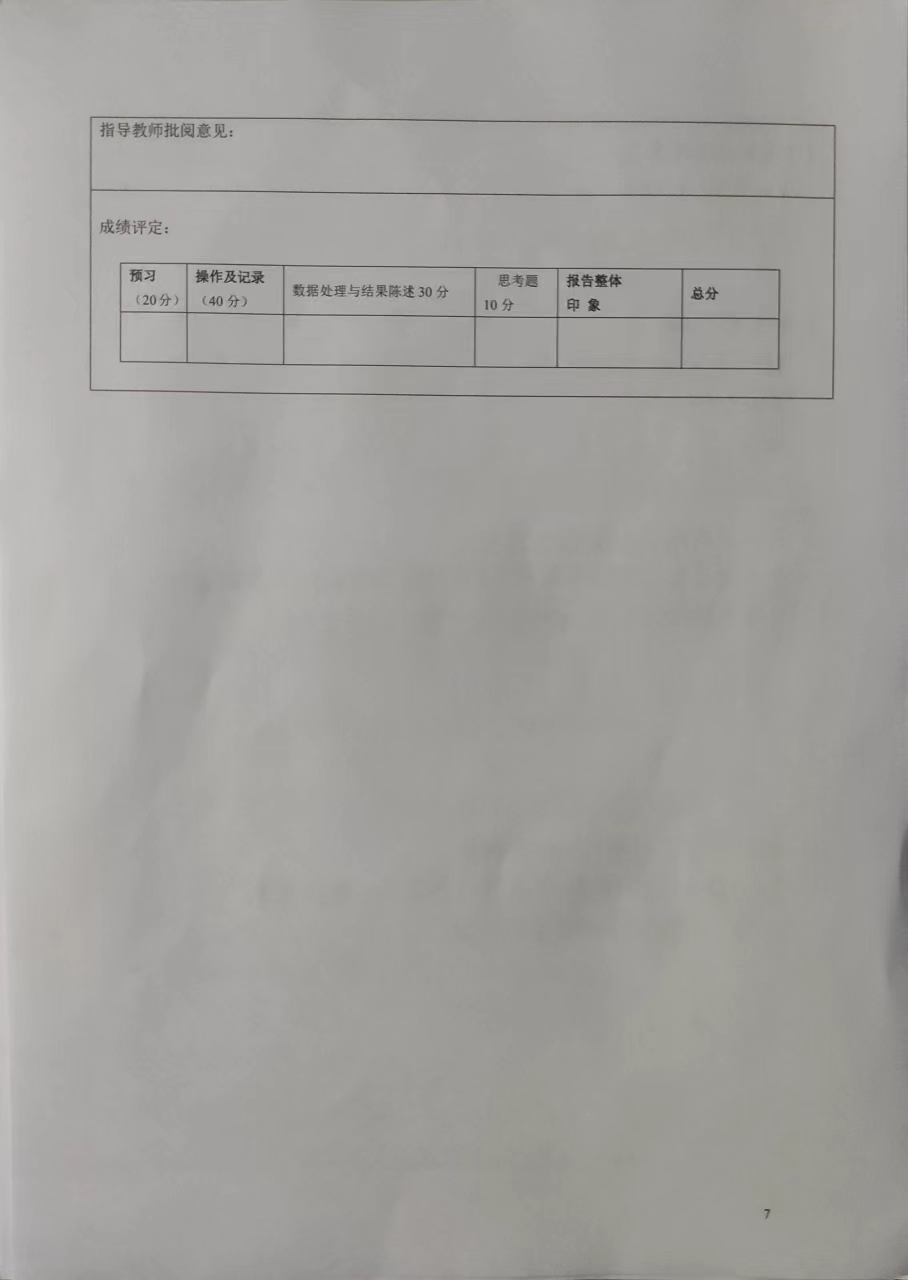 指导教师批阅意见：
成绩评定：
预习
（20分）
操作及记录
（40 分）
数据处理与结果陈述 30 分
思考题
10 分
报告整体
印 象
总分
7